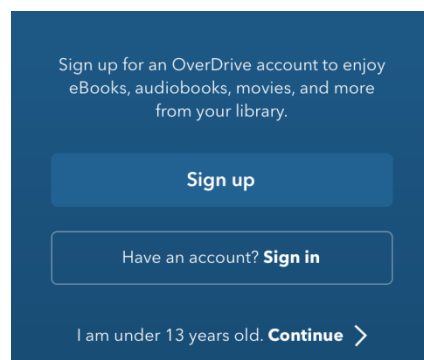 Sign up for an OverDrive account to enjoy
eBooks, audiobooks, movies, and more
from your library.
Sign up
Have an account? Sign in
I am under 13 years old. Continue